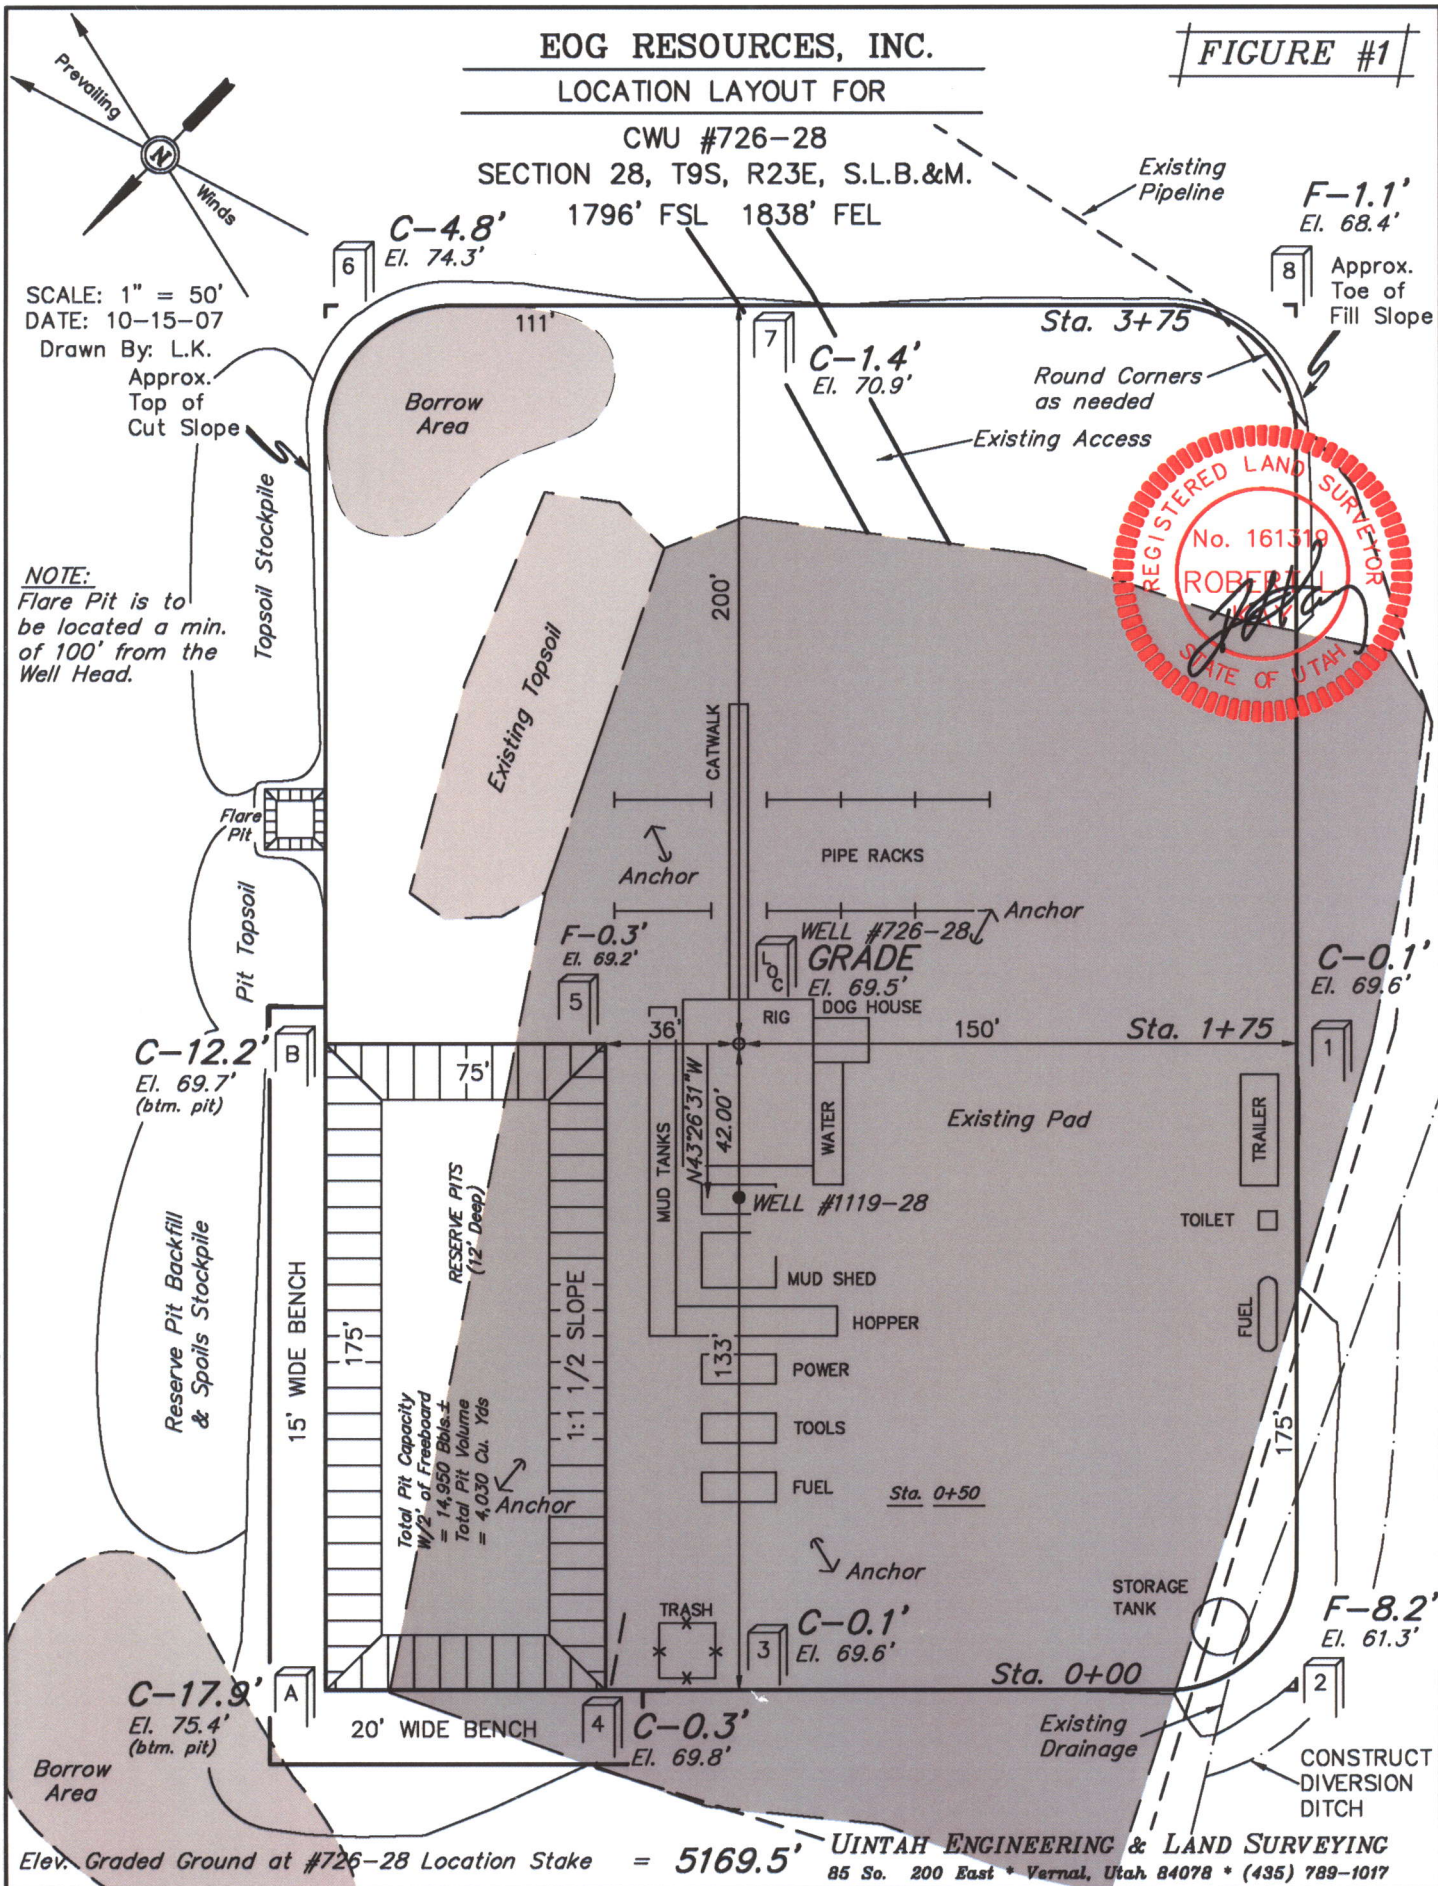 EOG RESOURCES, INC.
LOCATION LAYOUT FOR
CWU #726-28
SECTION 28, T9S, R23E, S.L.B.&M.
1796' FSL 1838' FEL
FIGURE #1
Prevailing
Winds
N
SCALE: 1" = 50'
DATE: 10-15-07
Drawn By: L.K.
Approx.
Top of
Cut Slope
C-4.8'
El. 74.3'
6
111'
Borrow
Area
7
C-1.4'
El. 70.9'
Existing
Pipeline
F-1.1'
El. 68.4'
8
Approx.
Toe of
Fill Slope
Sta. 3+75
Round Corners
as needed
Existing Access
REGISTERED LAND SURVEYOR
No. 161319
ROBERT L.
KAY
STATE OF UTAH
NOTE:
Flare Pit is to
be located a min.
of 100' from the
Well Head.
Topsoil Stockpile
Existing Topsoil
200'
CATWALK
Flare
Pit
Anchor
PIPE RACKS
Anchor
Pit Topsoil
F-0.3'
El. 69.2'
5
WELL #726-28
LOC
GRADE
El. 69.5'
C-0.1'
El. 69.6'
1
RIG
DOG HOUSE
36'
150'
Sta. 1+75
C-12.2'
El. 69.7'
(btm. pit)
B
75'
N43°26'31"W
42.00'
MUD TANKS
WATER
Existing Pad
TRAILER
RESERVE PITS
(12' Deep)
WELL #1119-28
TOILET
Reserve Pit Backfill
& Spoils Stockpile
15' WIDE BENCH
175'
1:1 1/2 SLOPE
MUD SHED
HOPPER
FUEL
133'
POWER
TOOLS
FUEL
175'
Total Pit Capacity
W/2' of Freeboard
= 14,950 Bbls.±
Total Pit Volume
= 4,030 Cu. Yds
Anchor
Sta. 0+50
Anchor
STORAGE
TANK
TRASH
3
C-0.1'
El. 69.6'
Sta. 0+00
F-8.2'
El. 61.3'
2
C-17.9'
El. 75.4'
(btm. pit)
A
20' WIDE BENCH
4
C-0.3'
El. 69.8'
Existing
Drainage
CONSTRUCT
DIVERSION
DITCH
Borrow
Area
Elev. Graded Ground at #726-28 Location Stake = 5169.5'
UINTAH ENGINEERING & LAND SURVEYING
85 So. 200 East * Vernal, Utah 84078 * (435) 789-1017